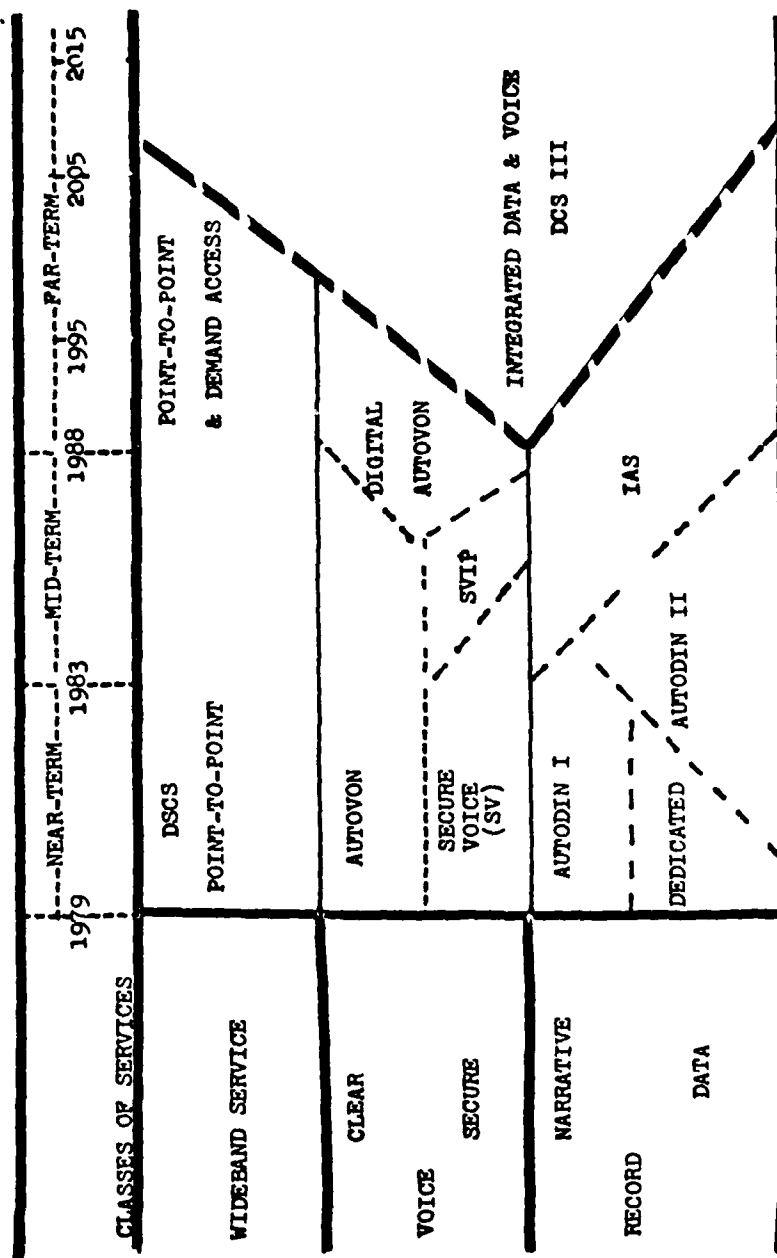 ----NEAR-TERM----.----MID-TERM----.----FAR-TERM----.--------
1979 1983 1988 1995 2005 2015
CLASSES OF SERVICES
WIDEBAND SERVICE
DSCS
POINT-TO-POINT
POINT-TO-POINT
& DEMAND ACCESS
CLEAR
VOICE
SECURE
AUTOVON
SECURE
VOICE
(SV)
SVIP
DIGITAL
AUTOVON
INTEGRATED DATA & VOICE
DCS III
NARRATIVE
RECORD
DATA
AUTODIN I
DEDICATED
AUTODIN II
IAS